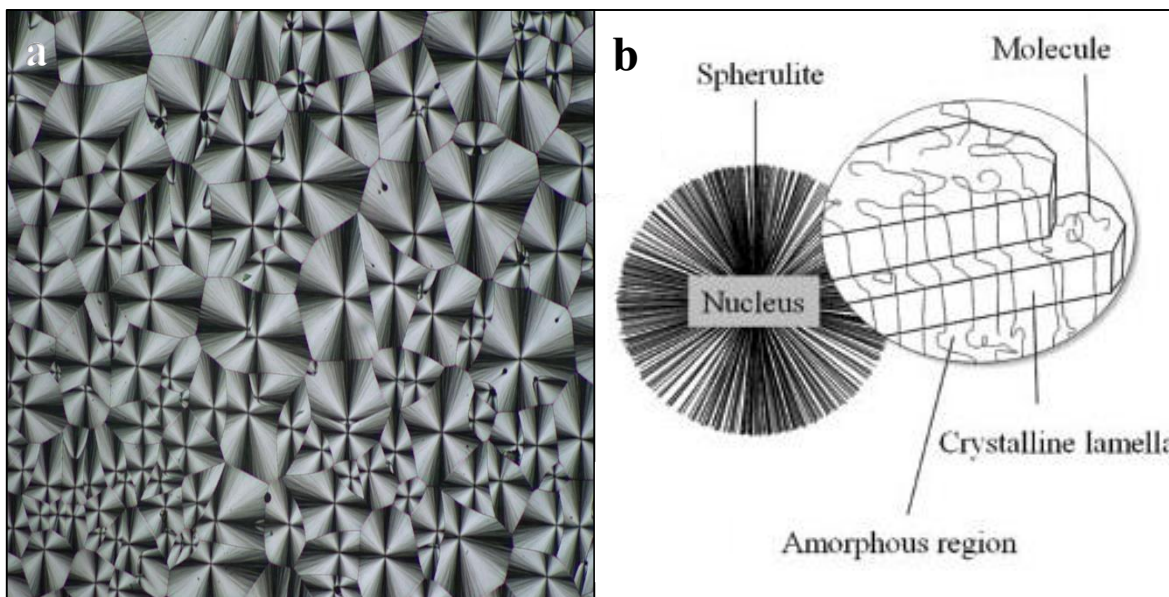 a
b
Molecule
Spherulite
Nucleus
Crystalline lamella
Amorphous region